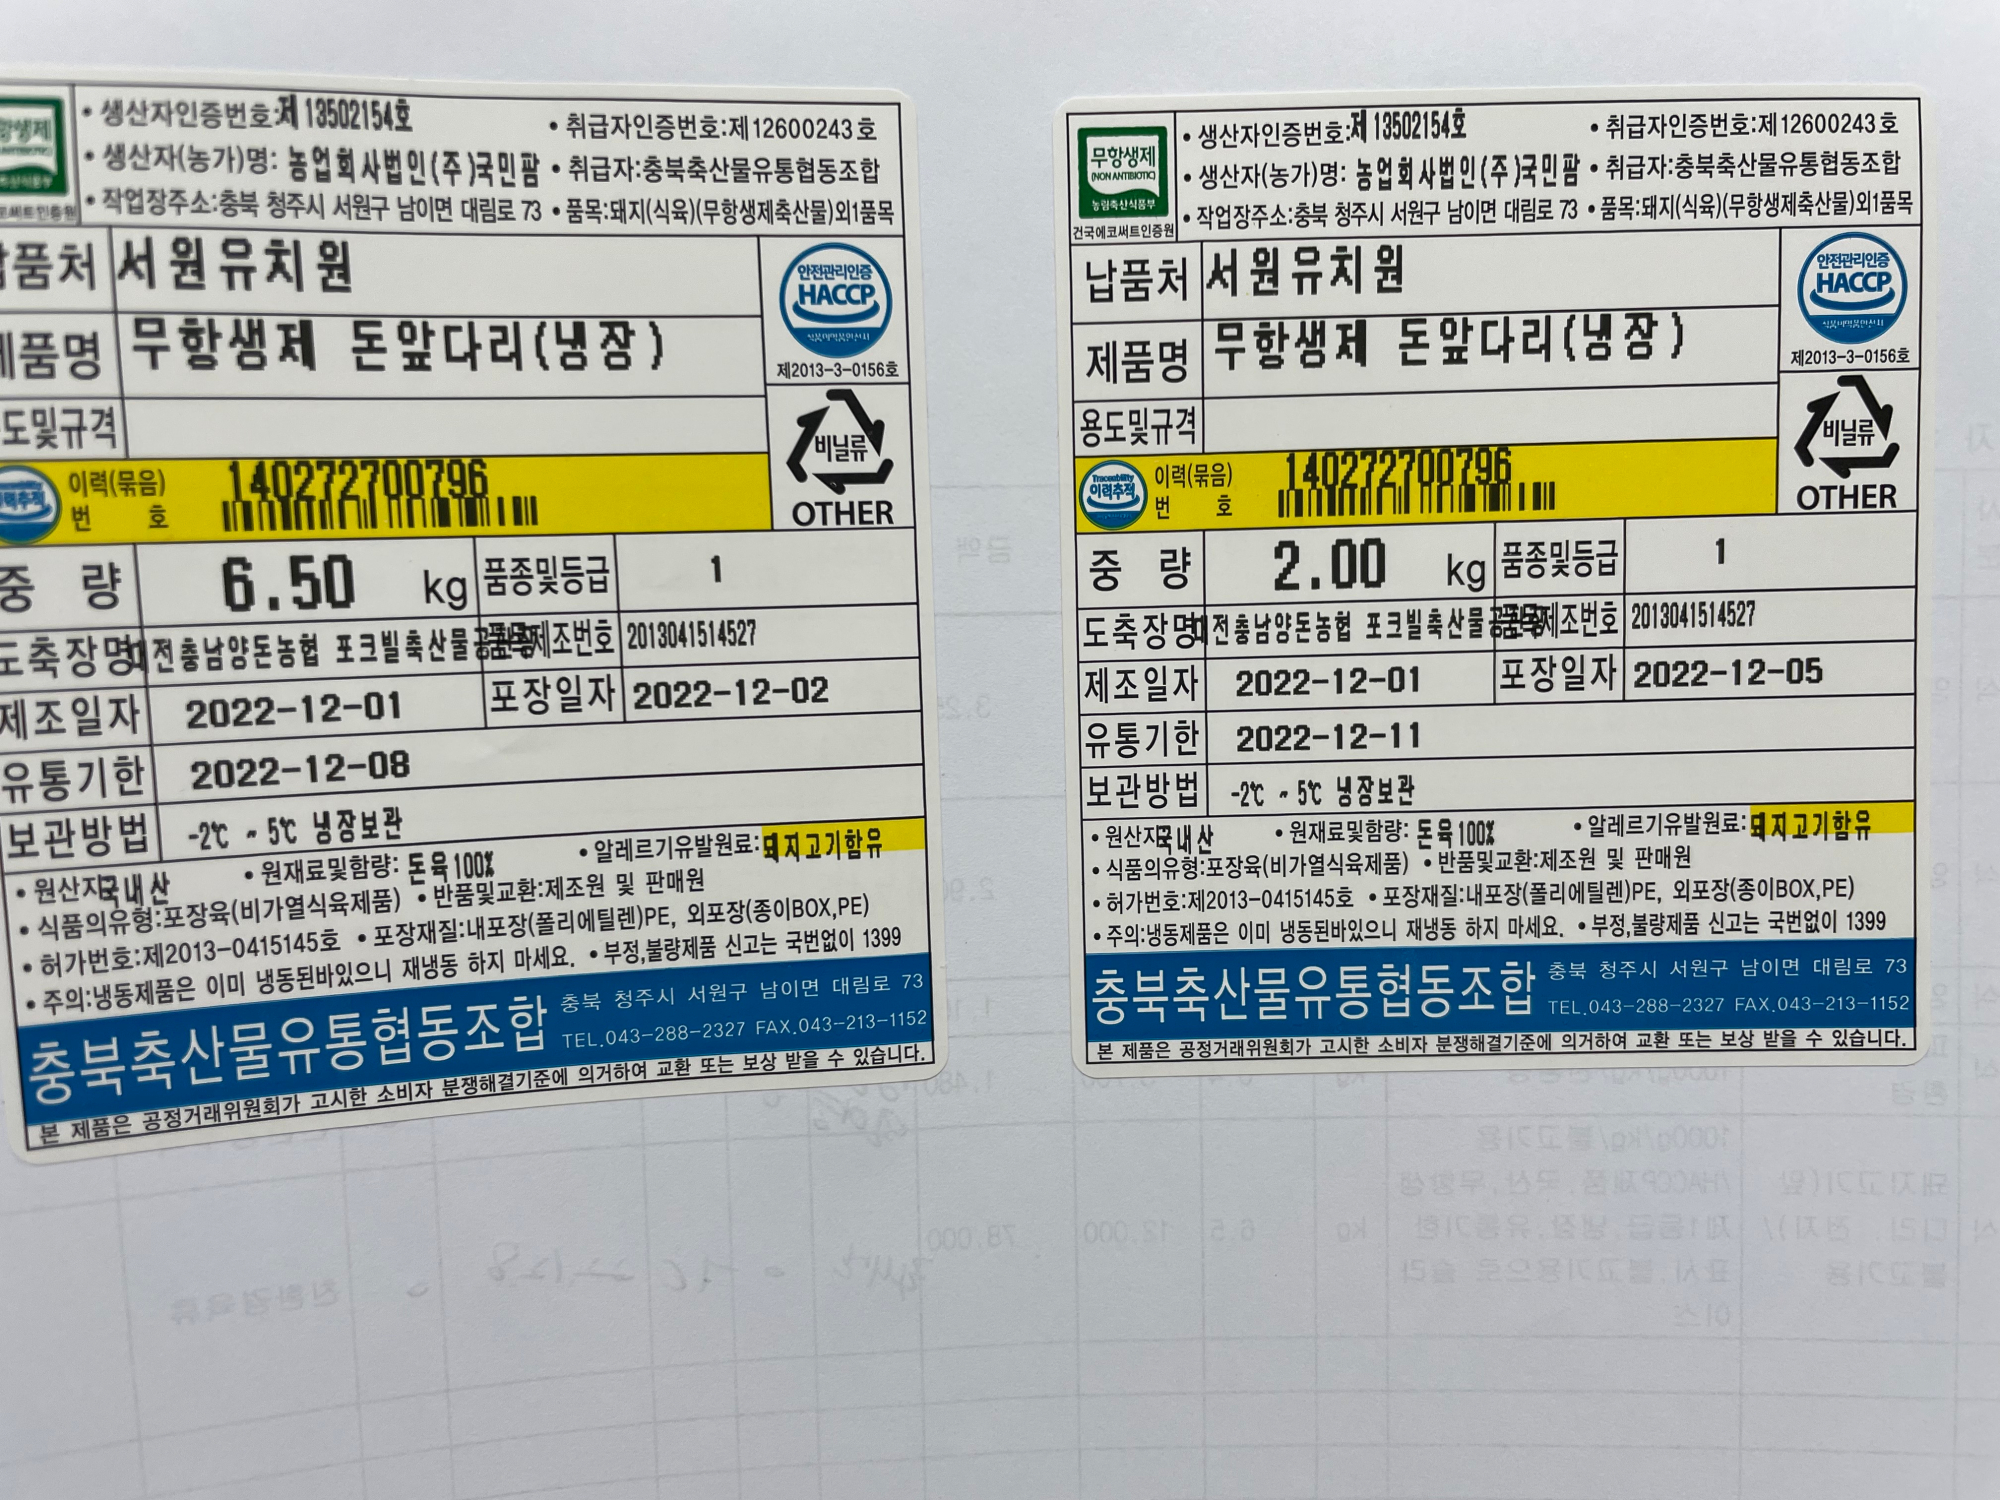 • 생산자인증번호:제 13502154호
• 취급자인증번호:제12600243호
• 생산자(농가)명: 농업회사법인(주)국민팜
• 취급자:충북축산물유통협동조합
• 작업장주소:충북 청주시 서원구 남이면 대림로 73
• 품목:돼지(식육)(무항생제축산물)외1품목
납품처 서원유치원
안전관리인증
HACCP
제2013-3-0156호
제품명 무항생제 돈앞다리(냉장)
비닐류
OTHER
이력추적
이력(묶음)
번 호
140272700796
중 량 6.50 kg 품종및등급 1
도축장명 대전충남양돈농협 포크빌축산물 제조번호 2013041514527
제조일자 2022-12-01 포장일자 2022-12-02
유통기한 2022-12-08
보관방법 -2℃ ~ 5℃ 냉장보관
• 원산지 국내산 • 원재료및함량: 돈육100% • 알레르기유발원료: 돼지고기함유
• 식품의유형:포장육(비가열식육제품) • 반품및교환:제조원 및 판매원
• 허가번호:제2013-0415145호 • 포장재질:내포장(폴리에틸렌)PE, 외포장(종이BOX,PE)
• 주의:냉동제품은 이미 냉동된바있으니 재냉동 하지 마세요. • 부정,불량제품 신고는 국번없이 1399
충북축산물유통협동조합
충북 청주시 서원구 남이면 대림로 73
TEL.043-288-2327 FAX.043-213-1152
본 제품은 공정거래위원회가 고시한 소비자 분쟁해결기준에 의거하여 교환 또는 보상 받을 수 있습니다.
무항생제
(NON ANTIBIOTIC)
농림축산식품부
건국에코써트인증원
• 생산자인증번호:제 13502154호
• 취급자인증번호:제12600243호
• 생산자(농가)명: 농업회사법인(주)국민팜
• 취급자:충북축산물유통협동조합
• 작업장주소:충북 청주시 서원구 남이면 대림로 73
• 품목:돼지(식육)(무항생제축산물)외1품목
납품처 서원유치원
안전관리인증
HACCP
제2013-3-0156호
제품명 무항생제 돈앞다리(냉장)
용도및규격
비닐류
OTHER
Traceability
이력추적
이력(묶음)
번 호
140272700796
중 량 2.00 kg 품종및등급 1
도축장명 대전충남양돈농협 포크빌축산물 제조번호 2013041514527
제조일자 2022-12-01 포장일자 2022-12-05
유통기한 2022-12-11
보관방법 -2℃ ~ 5℃ 냉장보관
• 원산지 국내산 • 원재료및함량: 돈육100% • 알레르기유발원료: 돼지고기함유
• 식품의유형:포장육(비가열식육제품) • 반품및교환:제조원 및 판매원
• 허가번호:제2013-0415145호 • 포장재질:내포장(폴리에틸렌)PE, 외포장(종이BOX,PE)
• 주의:냉동제품은 이미 냉동된바있으니 재냉동 하지 마세요. • 부정,불량제품 신고는 국번없이 1399
충북축산물유통협동조합
충북 청주시 서원구 남이면 대림로 73
TEL.043-288-2327 FAX.043-213-1152
본 제품은 공정거래위원회가 고시한 소비자 분쟁해결기준에 의거하여 교환 또는 보상 받을 수 있습니다.